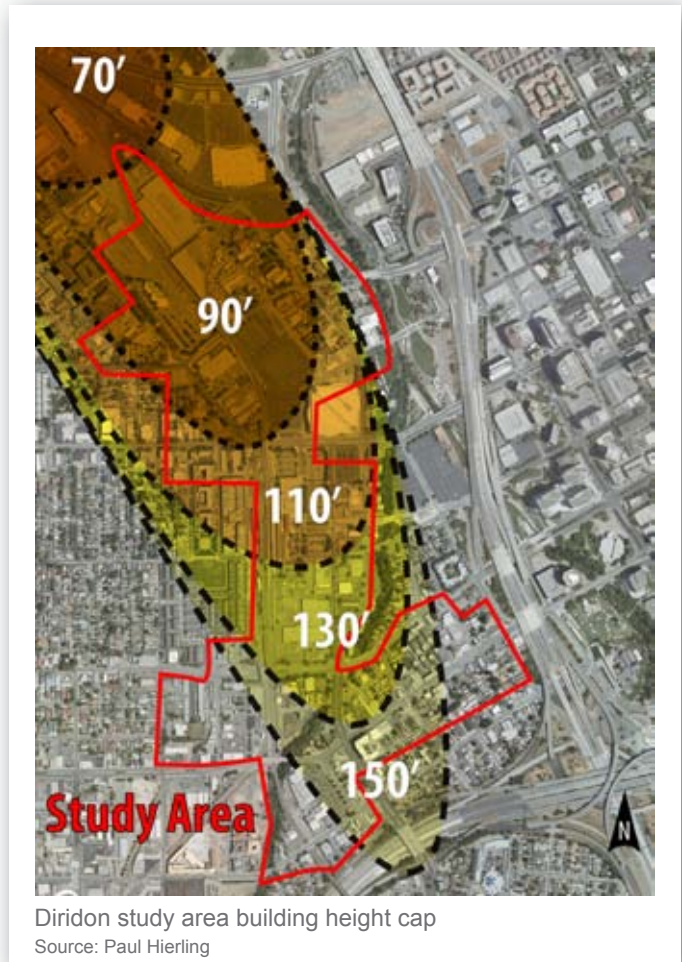 70′
90′
110′
130′
150′
Study Area
N
Diridon study area building height cap
Source: Paul Hierling